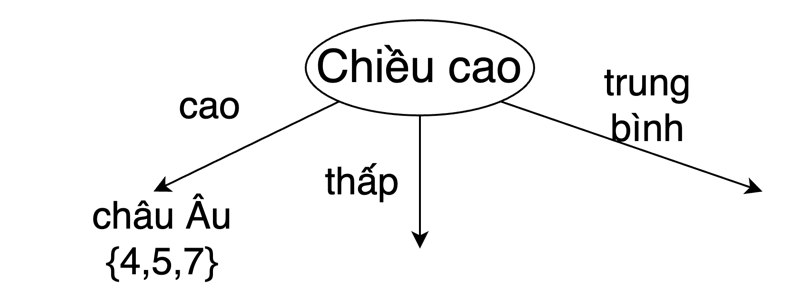 Chiều cao
cao
trung
bình
thấp
châu Âu
{4,5,7}